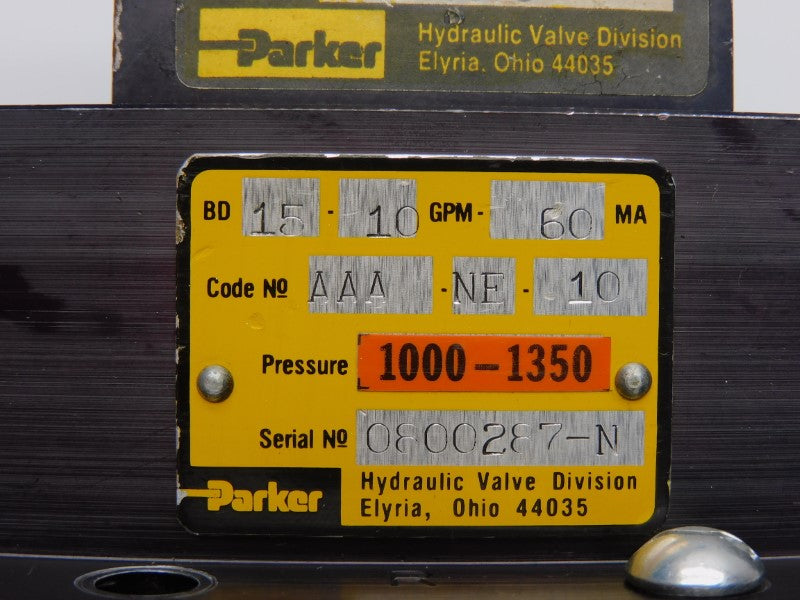 Parker
Hydraulic Valve Division
Elyria, Ohio 44035
BD 15 - 10 GPM - 60 MA
Code Nº AAA - NE - 10
Pressure 1000-1350
Serial Nº 0800287-N
Parker
Hydraulic Valve Division
Elyria, Ohio 44035